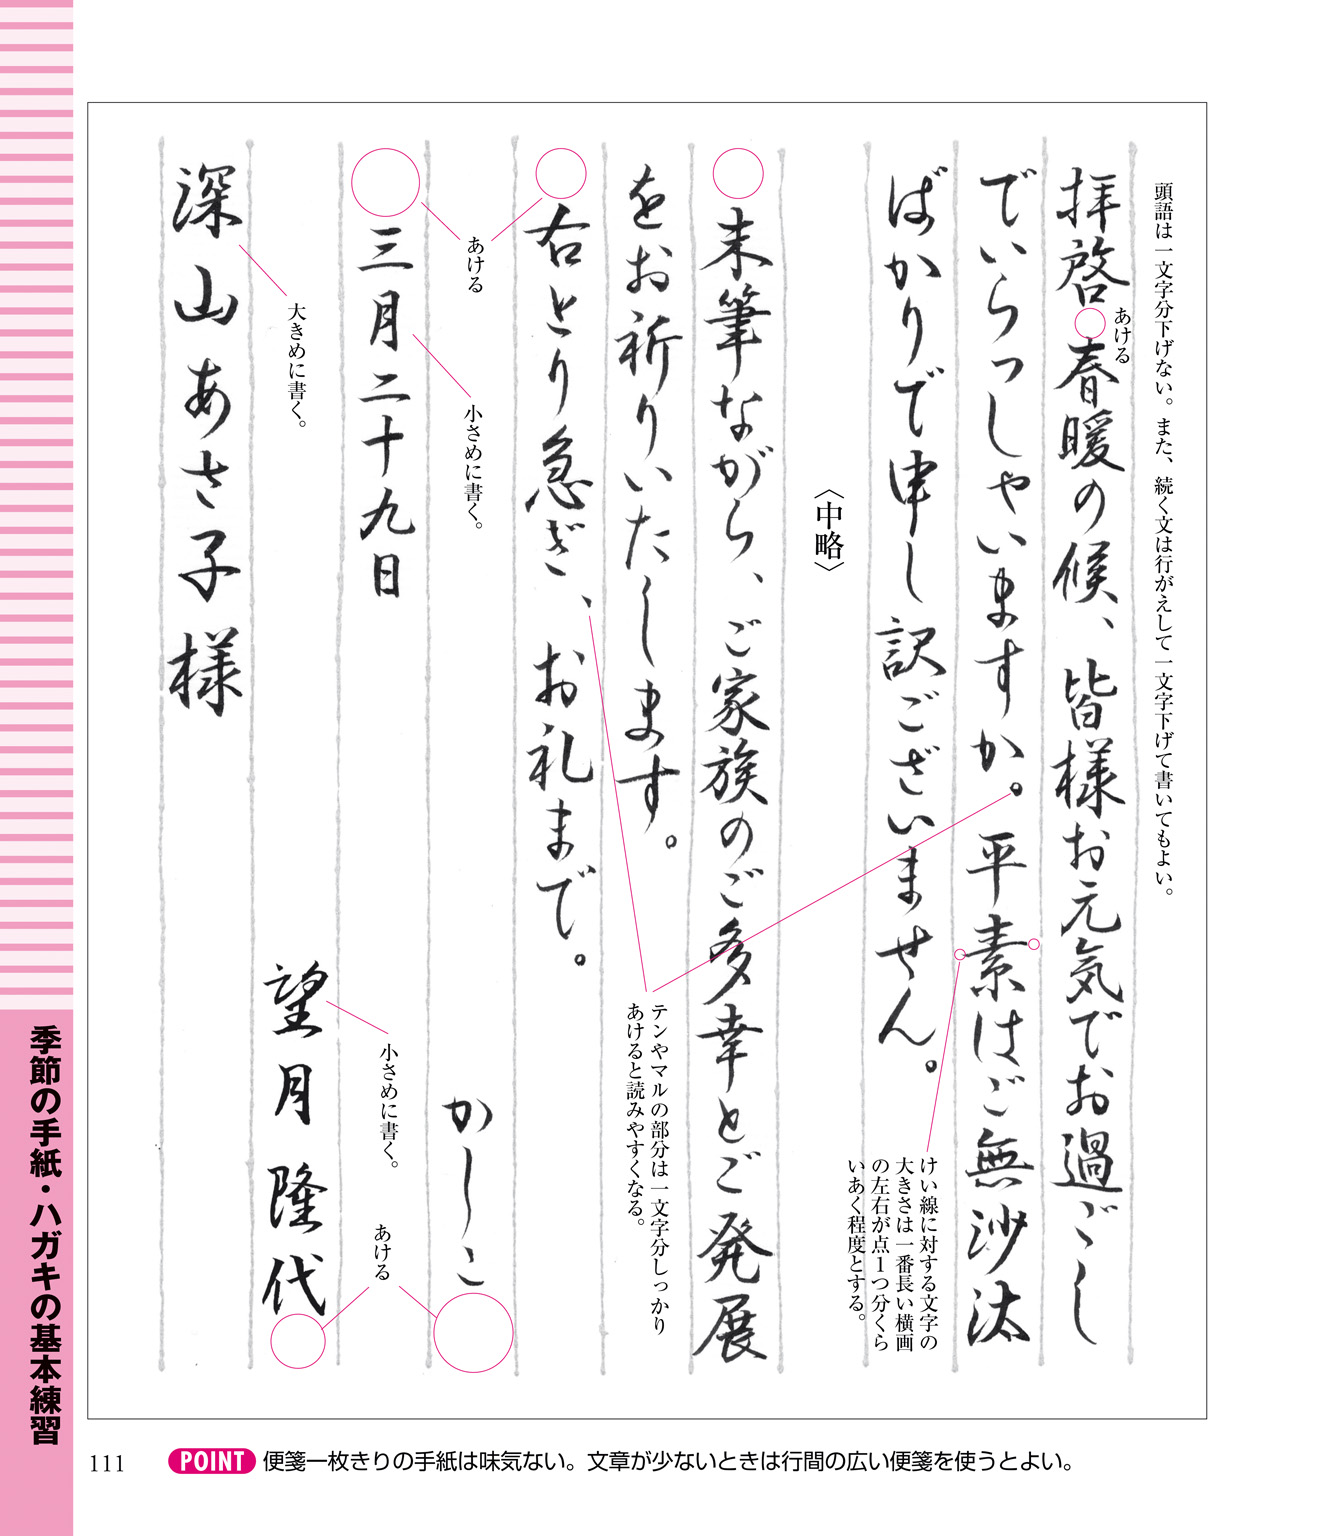 頭語は一文字分下げない。また、続く文は行がえして一文字下げて書いてもよい。
拝啓 春暖の候、皆様お元気でお過ごし
あける
でいらっしゃいますか。平素はご無沙汰
ばかりで申し訳ございません。
けい線に対する文字の
大きさは一番長い横画
の左右が点１つ分くら
いあく程度とする。
〈中略〉
末筆ながら、ご家族のご多幸とご発展
をお祈りいたします。
テンやマルの部分は一文字分しっかり
あけると読みやすくなる。
右とり急ぎ、お礼まで。
あける
小さめに書く。
かしこ
三月二十九日
小さめに書く。
あける
望月隆代
大きめに書く。
深山あさ子様
季節の手紙・ハガキの基本練習
111
POINT 便箋一枚きりの手紙は味気ない。文章が少ないときは行間の広い便箋を使うとよい。